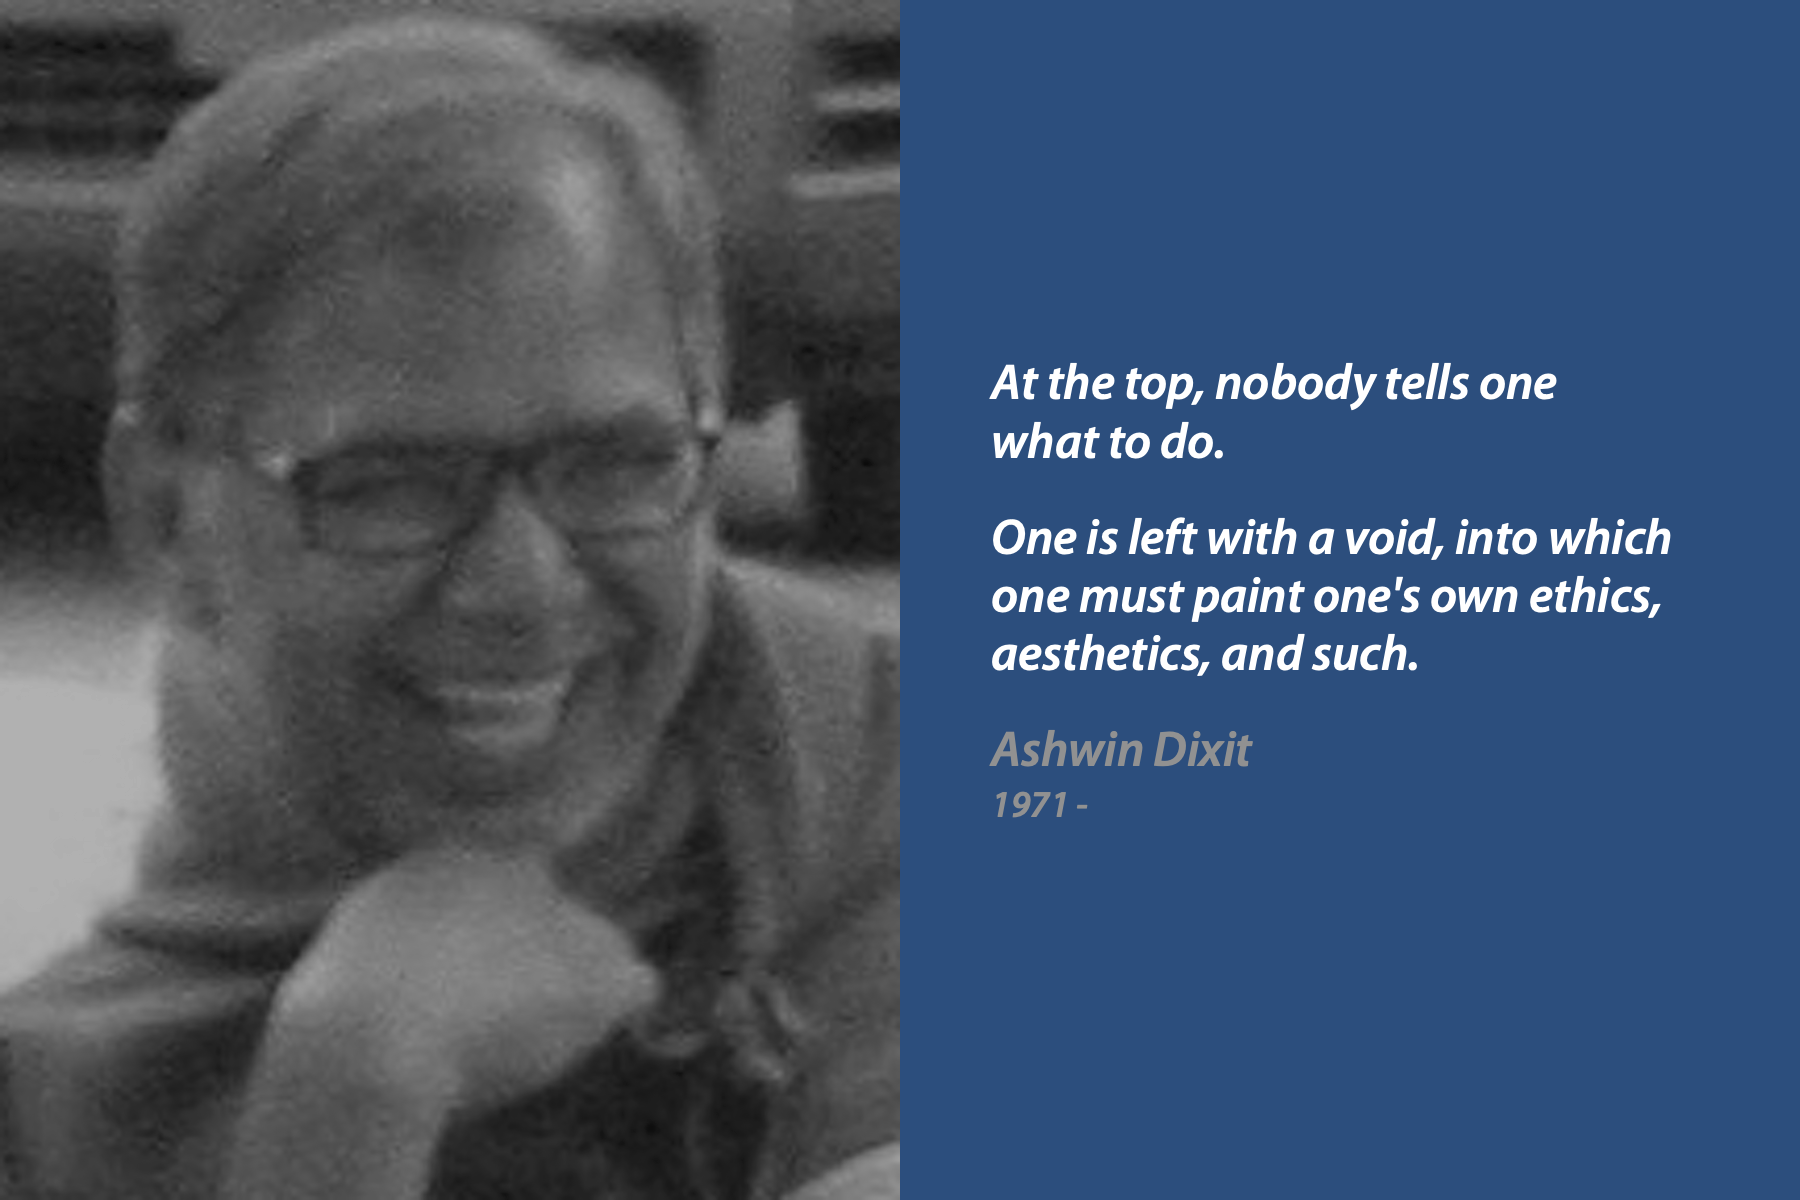 At the top, nobody tells one
what to do.
One is left with a void, into which
one must paint one's own ethics,
aesthetics, and such.
Ashwin Dixit
1971 -